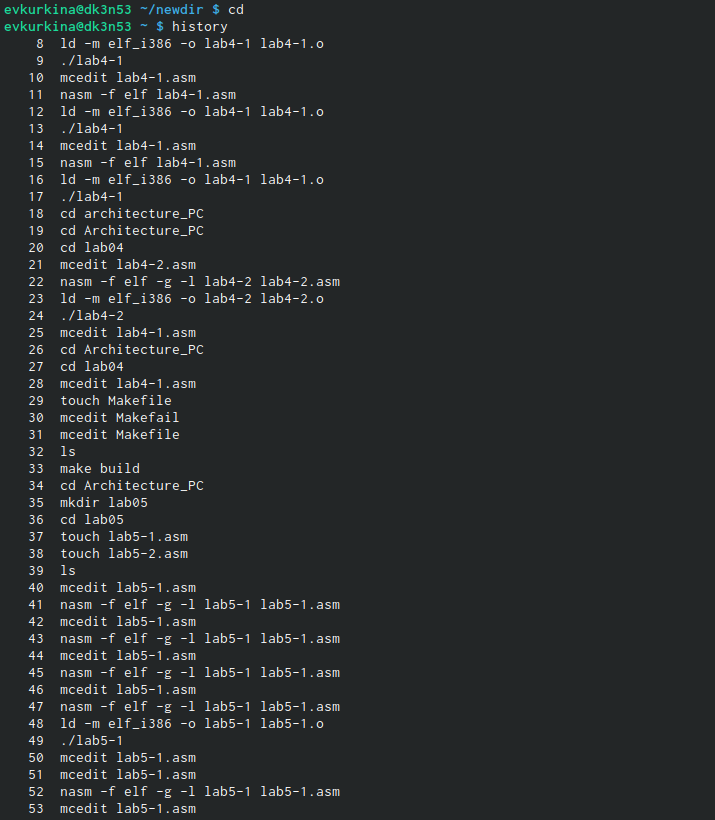 evkurkina@dk3n53 ~/newdir $ cd
evkurkina@dk3n53 ~ $ history
    8  ld -m elf_i386 -o lab4-1 lab4-1.o
    9  ./lab4-1
   10  mcedit lab4-1.asm
   11  nasm -f elf lab4-1.asm
   12  ld -m elf_i386 -o lab4-1 lab4-1.o
   13  ./lab4-1
   14  mcedit lab4-1.asm
   15  nasm -f elf lab4-1.asm
   16  ld -m elf_i386 -o lab4-1 lab4-1.o
   17  ./lab4-1
   18  cd architecture_PC
   19  cd Architecture_PC
   20  cd lab04
   21  mcedit lab4-2.asm
   22  nasm -f elf -g -l lab4-2 lab4-2.asm
   23  ld -m elf_i386 -o lab4-2 lab4-2.o
   24  ./lab4-2
   25  mcedit lab4-1.asm
   26  cd Architecture_PC
   27  cd lab04
   28  mcedit lab4-1.asm
   29  touch Makefile
   30  mcedit Makefail
   31  mcedit Makefile
   32  ls
   33  make build
   34  cd Architecture_PC
   35  mkdir lab05
   36  cd lab05
   37  touch lab5-1.asm
   38  touch lab5-2.asm
   39  ls
   40  mcedit lab5-1.asm
   41  nasm -f elf -g -l lab5-1 lab5-1.asm
   42  mcedit lab5-1.asm
   43  nasm -f elf -g -l lab5-1 lab5-1.asm
   44  mcedit lab5-1.asm
   45  nasm -f elf -g -l lab5-1 lab5-1.asm
   46  mcedit lab5-1.asm
   47  nasm -f elf -g -l lab5-1 lab5-1.asm
   48  ld -m elf_i386 -o lab5-1 lab5-1.o
   49  ./lab5-1
   50  mcedit lab5-1.asm
   51  mcedit lab5-1.asm
   52  nasm -f elf -g -l lab5-1 lab5-1.asm
   53  mcedit lab5-1.asm